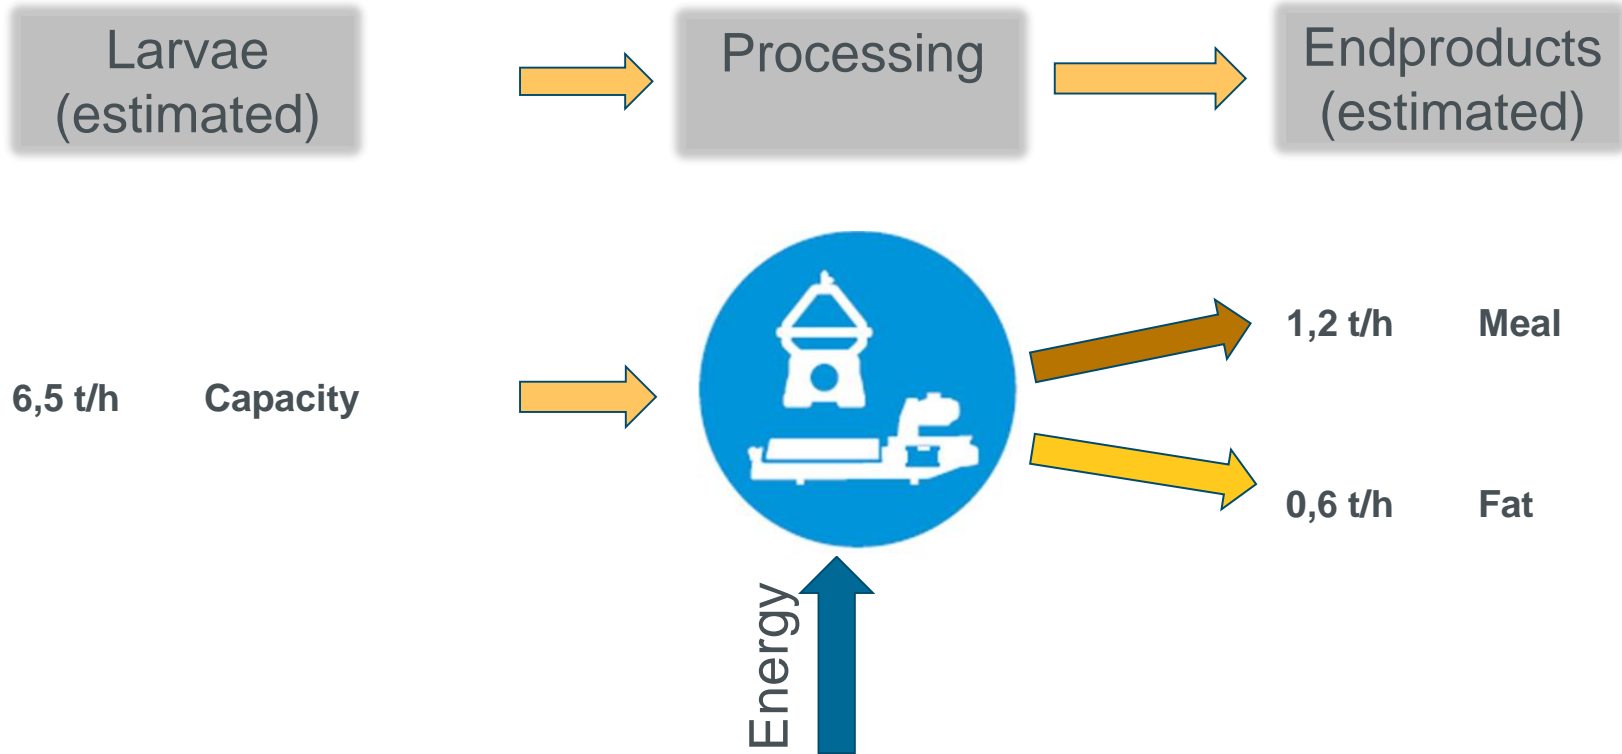 Larvae
(estimated)
Processing
Endproducts
(estimated)
6,5 t/h Capacity
1,2 t/h Meal
0,6 t/h Fat
Energy